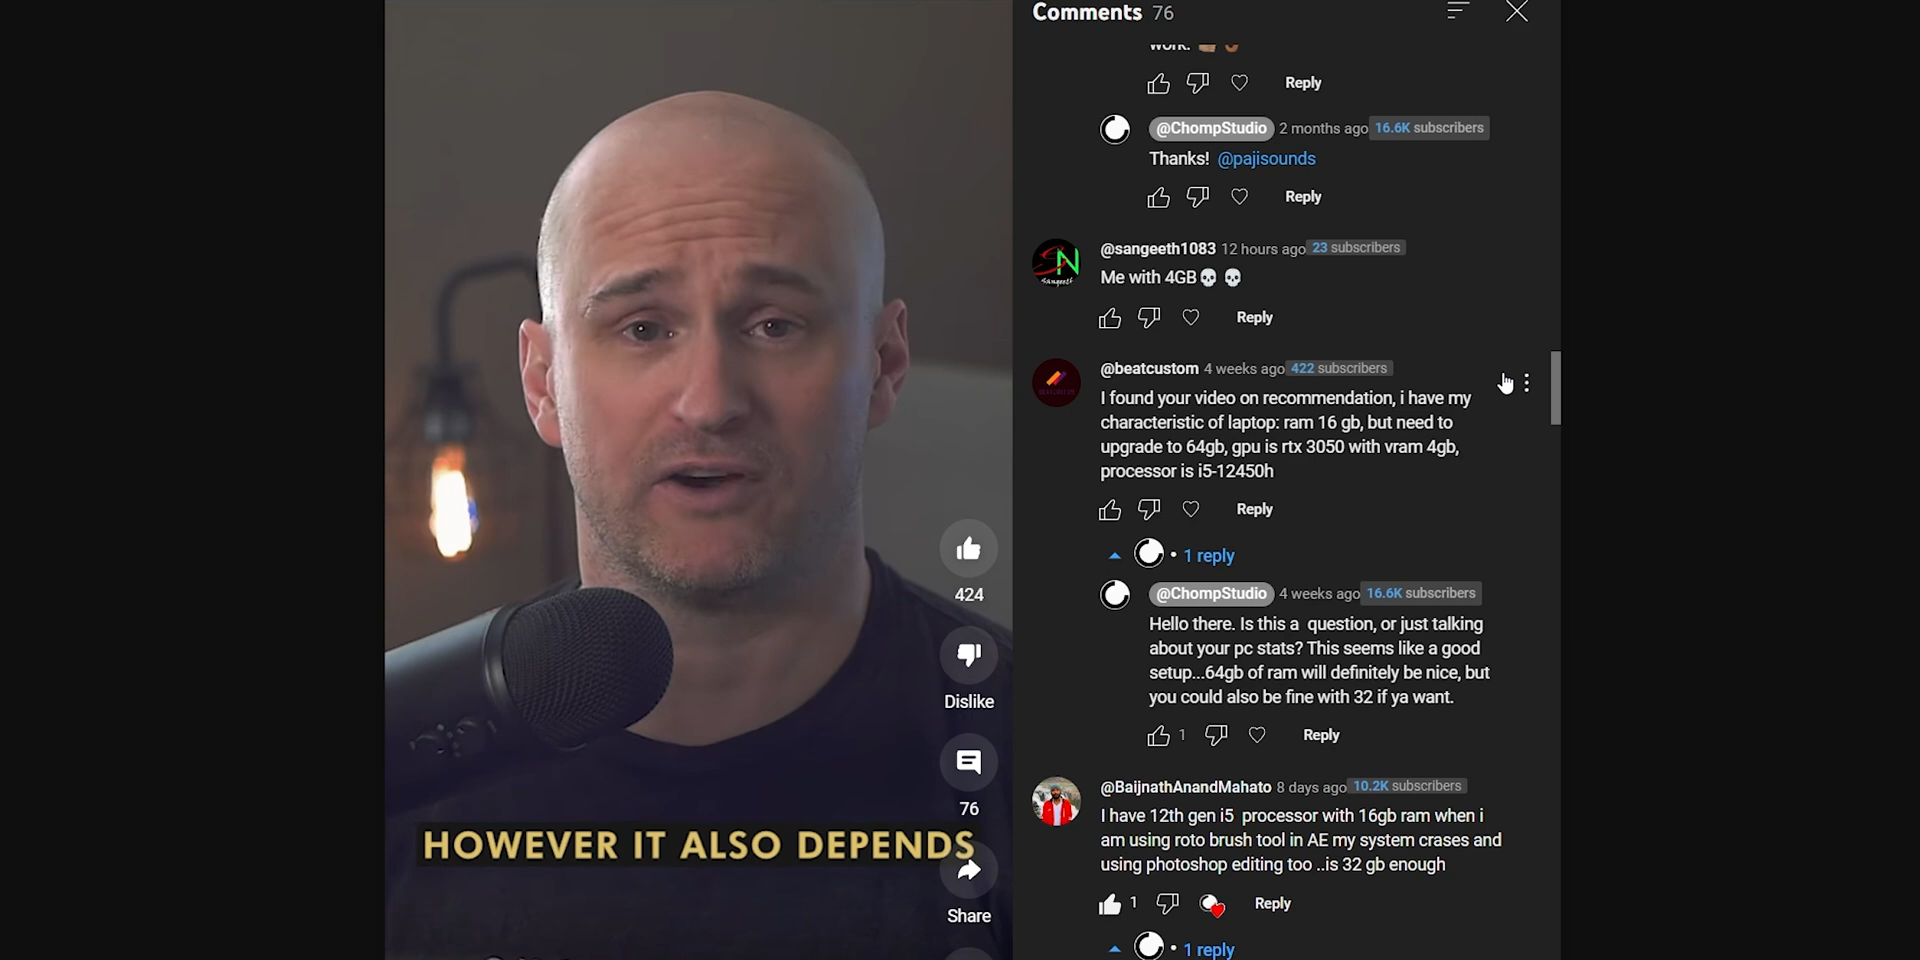 Comments 76
work.
Reply
@ChompStudio 2 months ago 16.6K subscribers
Thanks! @pajisounds
Reply
@sangeeth1083 12 hours ago 23 subscribers
Me with 4GB💀 💀
Reply
@beatcustom 4 weeks ago 422 subscribers
I found your video on recommendation, i have my
characteristic of laptop: ram 16 gb, but need to
upgrade to 64gb, gpu is rtx 3050 with vram 4gb,
processor is i5-12450h
Reply
• 1 reply
@ChompStudio 4 weeks ago 16.6K subscribers
Hello there. Is this a question, or just talking
about your pc stats? This seems like a good
setup...64gb of ram will definitely be nice, but
you could also be fine with 32 if ya want.
1 Reply
@BaijnathAnandMahato 8 days ago 10.2K subscribers
I have 12th gen i5 processor with 16gb ram when i
am using roto brush tool in AE my system crases and
using photoshop editing too ..is 32 gb enough
1 Reply
• 1 reply
424
Dislike
76
HOWEVER IT ALSO DEPENDS
Share